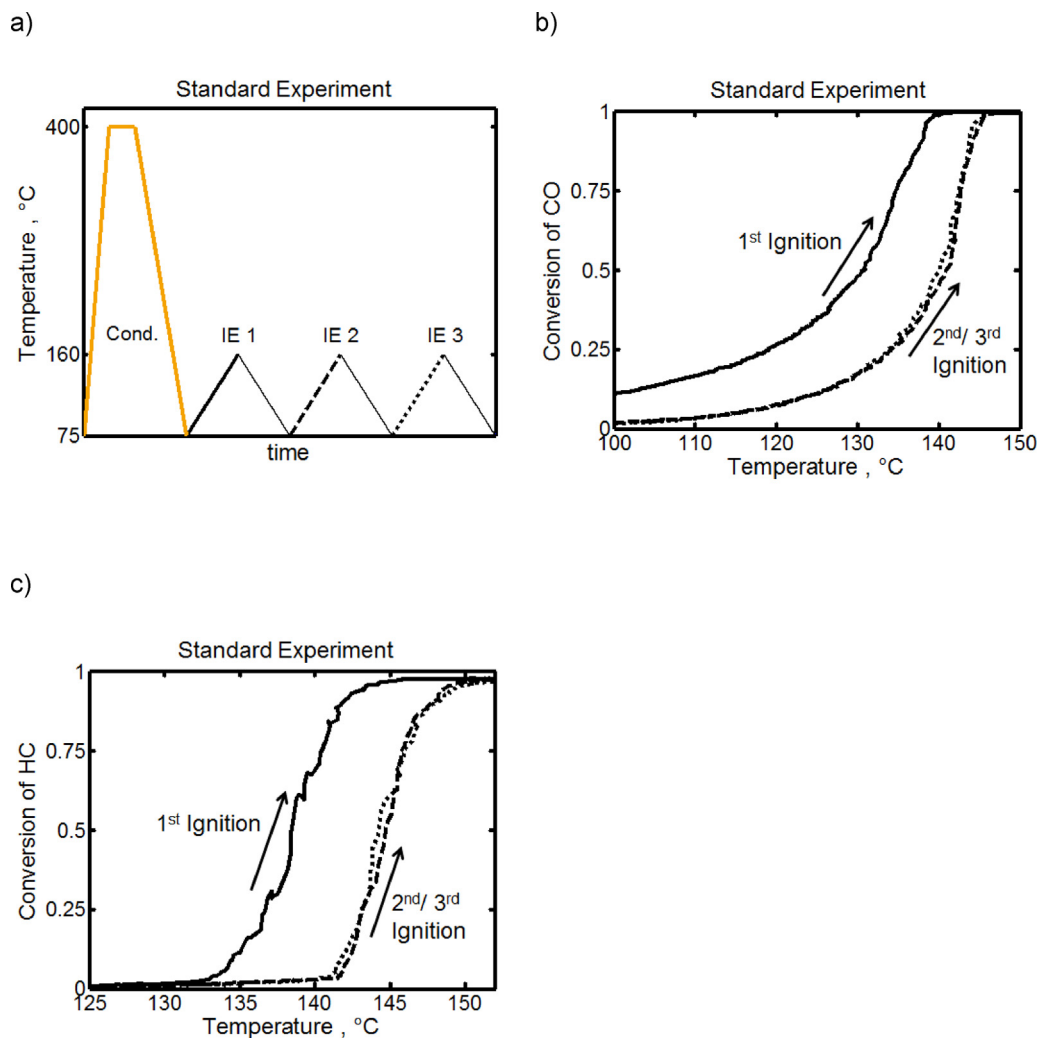 a)
Standard Experiment
Temperature , °C
400
160
75
Cond.
IE 1
IE 2
IE 3
time
b)
Standard Experiment
Conversion of CO
1
0.75
0.5
0.25
0
1st Ignition
2nd/ 3rd
Ignition
100 110 120 130 140 150
Temperature , °C
c)
Standard Experiment
Conversion of HC
1
0.75
0.5
0.25
0
1st Ignition
2nd/ 3rd
Ignition
125 130 135 140 145 150
Temperature , °C